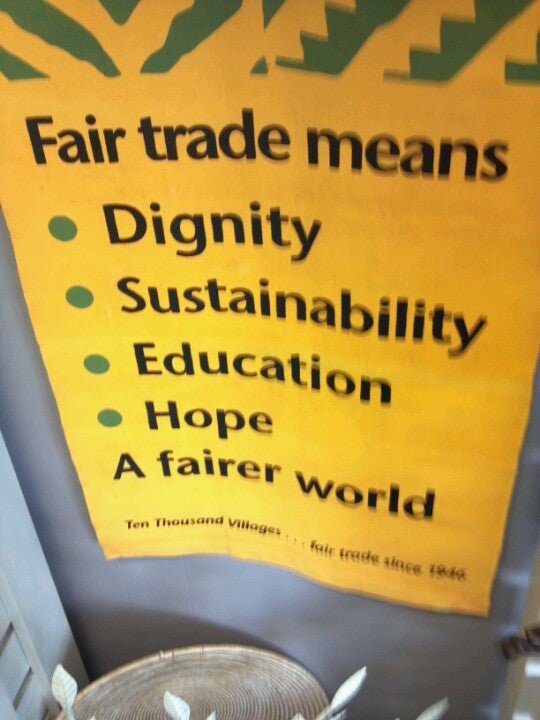 Fair trade means
• Dignity
• Sustainability
• Education
• Hope
A fairer world
Ten Thousand Villages . . . fair trade since 1946